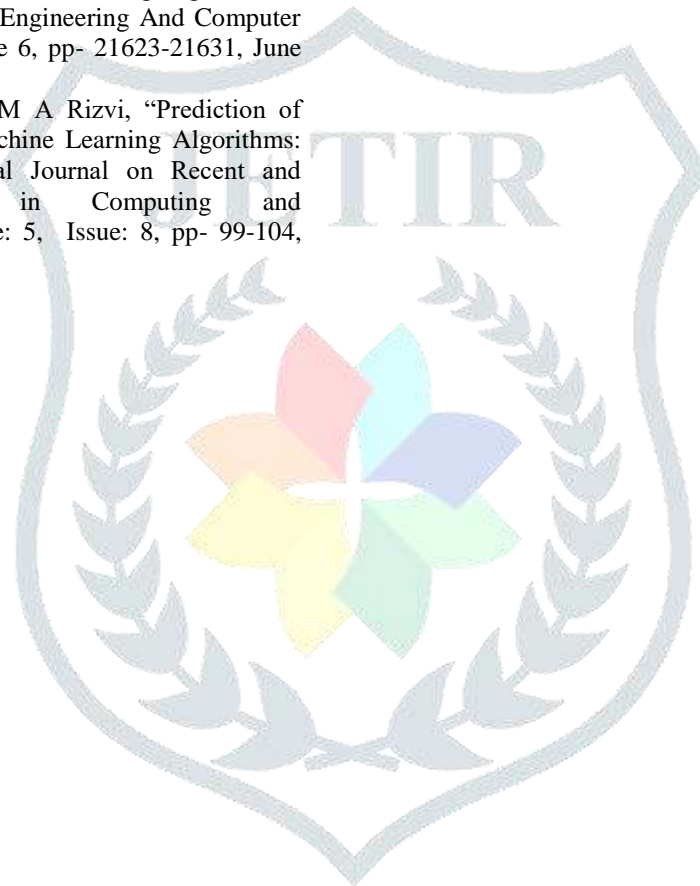 Engineering And Computer
e 6, pp- 21623-21631, June
M A Rizvi, “Prediction of
chine Learning Algorithms:
al Journal on Recent and
in Computing and
e: 5, Issue: 8, pp- 99-104,
JETIR